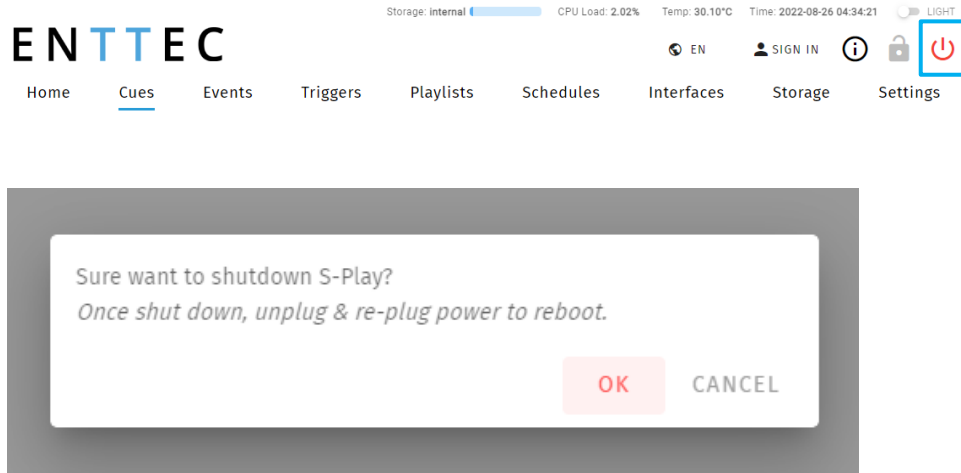 Storage: internal CPU Load: 2.02% Temp: 30.10°C Time: 2022-08-26 04:34:21 LIGHT
ENTTEC
EN SIGN IN
Home Cues Events Triggers Playlists Schedules Interfaces Storage Settings
Sure want to shutdown S-Play?
Once shut down, unplug & re-plug power to reboot.
OK CANCEL